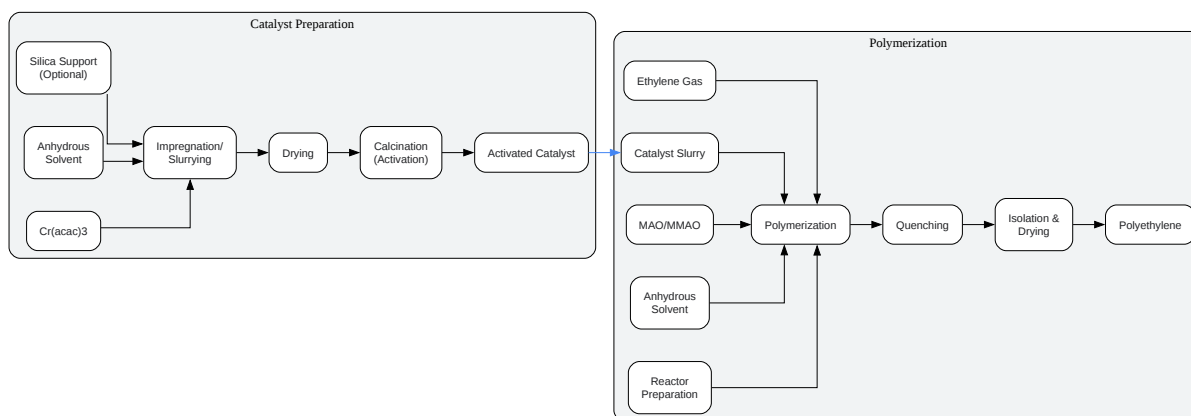 Catalyst Preparation
Silica Support
(Optional)
Anhydrous
Solvent
Cr(acac)3
Impregnation/
Slurrying
Drying
Calcination
(Activation)
Activated Catalyst
Polymerization
Ethylene Gas
Catalyst Slurry
MAO/MMAO
Anhydrous
Solvent
Reactor
Preparation
Polymerization
Quenching
Isolation &
Drying
Polyethylene